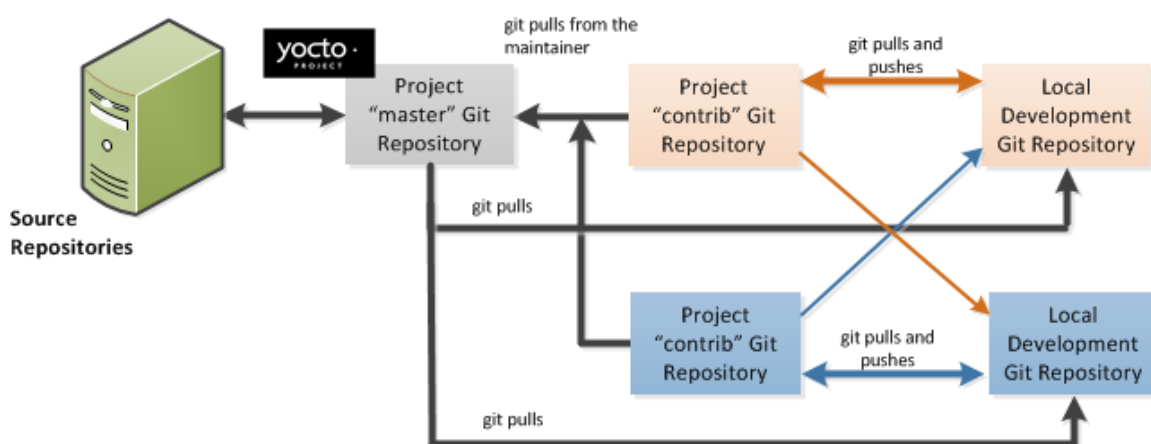 yocto ·
PROJECT
git pulls from the
maintainer
git pulls and
pushes
Project
“master” Git
Repository
Project
“contrib” Git
Repository
Local
Development
Git Repository
Source
Repositories
git pulls
Project
“contrib” Git
Repository
git pulls and
pushes
Local
Development
Git Repository
git pulls